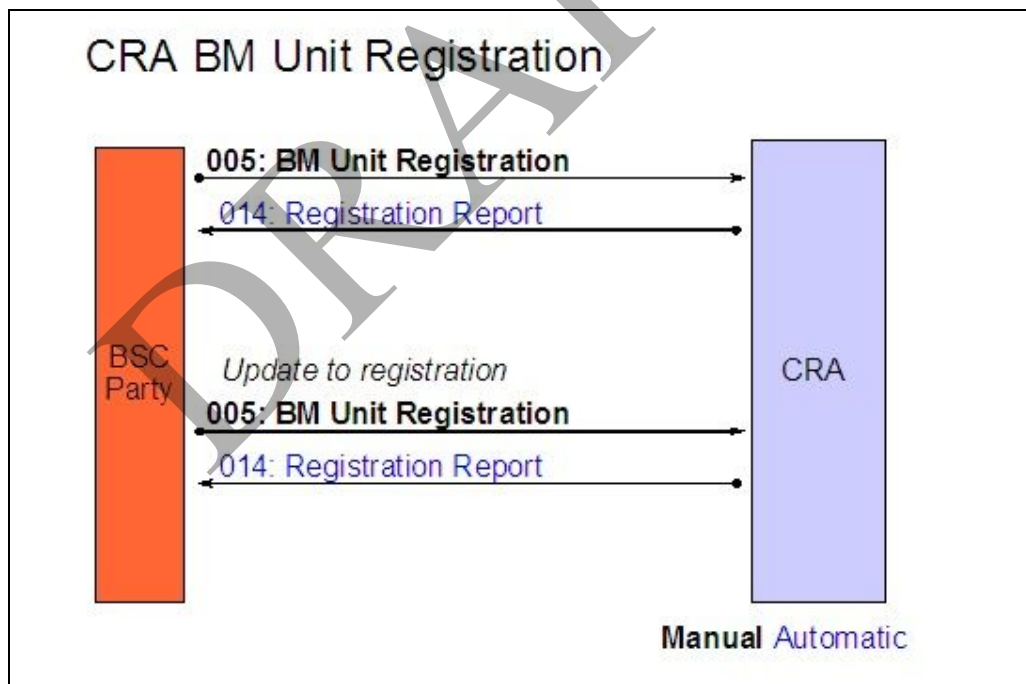 CRA BM Unit Registration
005: BM Unit Registration
014: Registration Report
BSC
Party
Update to registration
CRA
005: BM Unit Registration
014: Registration Report
Manual Automatic